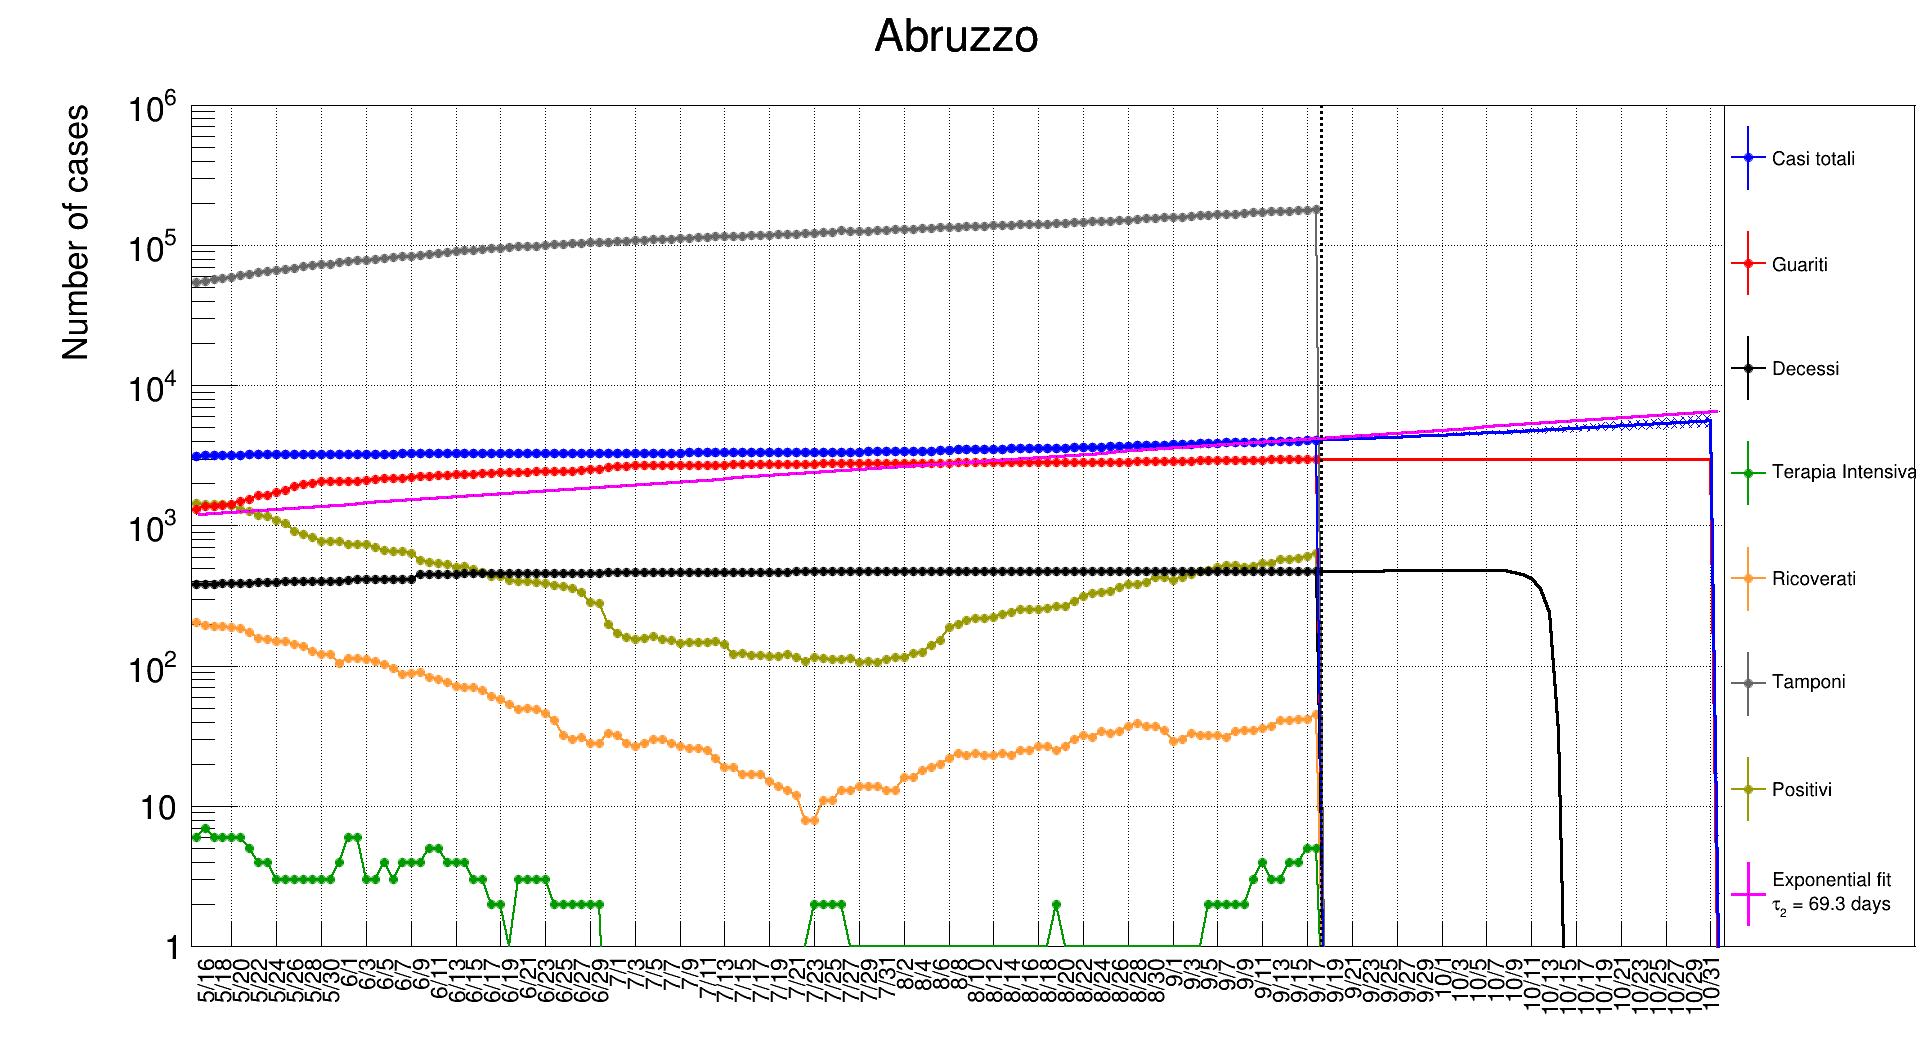 Abruzzo
Number of cases
10^6
10^5
10^4
10^3
10^2
10
1
5/16 5/18 5/20 5/22 5/24 5/26 5/28 5/30 6/1 6/3 6/5 6/7 6/9 6/11 6/13 6/15 6/17 6/19 6/21 6/23 6/25 6/27 6/29 7/1 7/3 7/5 7/7 7/9 7/11 7/13 7/15 7/17 7/19 7/21 7/23 7/25 7/27 7/29 7/31 8/2 8/4 8/6 8/8 8/10 8/12 8/14 8/16 8/18 8/20 8/22 8/24 8/26 8/28 8/30 9/1 9/3 9/5 9/7 9/9 9/11 9/13 9/15 9/17 9/19 9/21 9/23 9/25 9/27 9/29 10/1 10/3 10/5 10/7 10/9 10/11 10/13 10/15 10/17 10/19 10/21 10/23 10/25 10/27 10/29 10/31
Casi totali
Guariti
Decessi
Terapia Intensiva
Ricoverati
Tamponi
Positivi
Exponential fit
τ₂ = 69.3 days